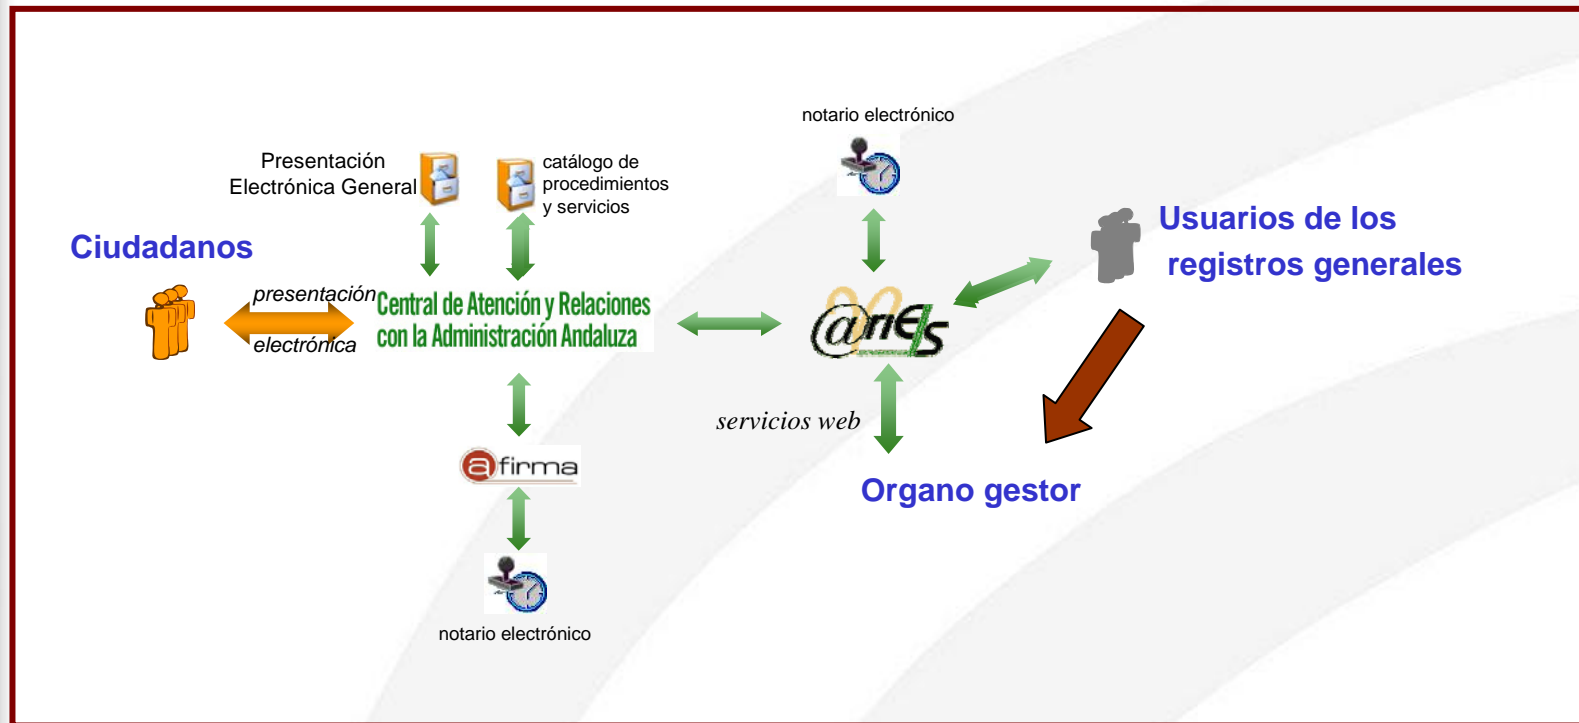 notario electrónico
Presentación
Electrónica General
catálogo de
procedimientos
y servicios
Ciudadanos
Usuarios de los
registros generales
presentación
electrónica
Central de Atención y Relaciones
con la Administración Andaluza
@ries
servicios web
@firma
Organo gestor
notario electrónico